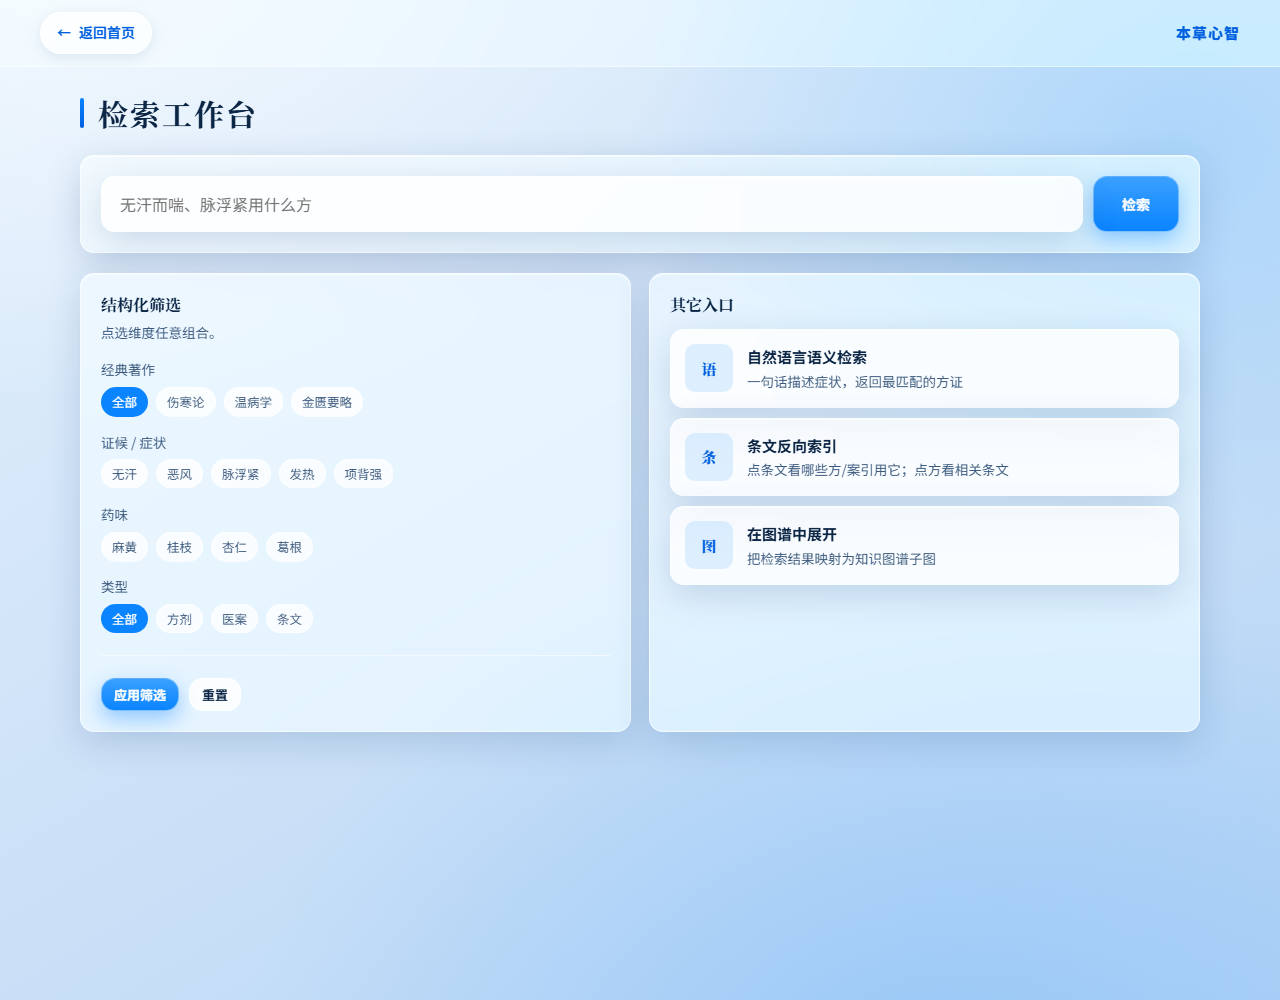 ← 返回首页
本草心智
检索工作台
无汗而喘、脉浮紧用什么方
检索
结构化筛选
点选维度任意组合。
经典著作
全部 伤寒论 温病学 金匮要略
证候 / 症状
无汗 恶风 脉浮紧 发热 项背强
药味
麻黄 桂枝 杏仁 葛根
类型
全部 方剂 医案 条文
应用筛选 重置
其它入口
语
自然语言语义检索
一句话描述症状，返回最匹配的方证
条
条文反向索引
点条文看哪些方/案引用它；点方看相关条文
图
在图谱中展开
把检索结果映射为知识图谱子图